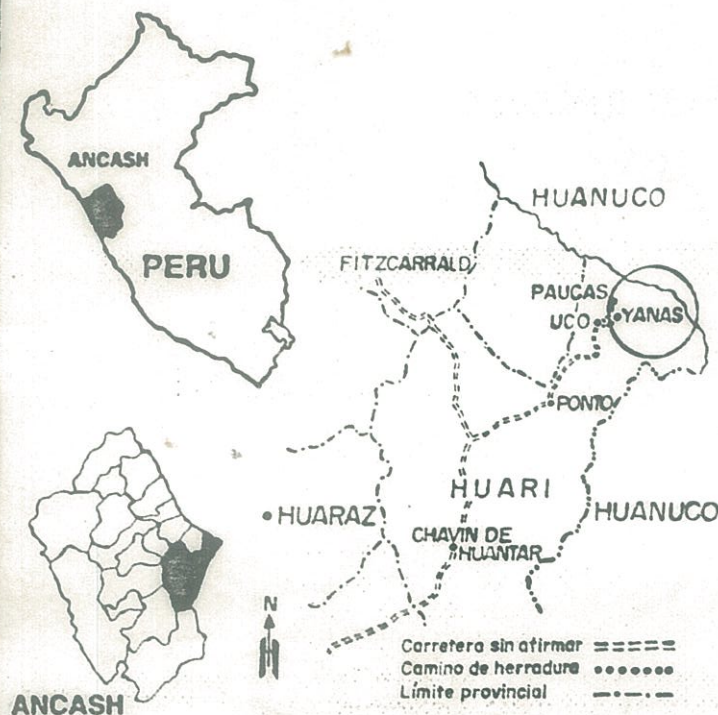 ANCASH
PERU
HUANUCO
FITZCARRALD
PAUCAS
UCO
YANAS
PONTO
HUARI
HUARAZ
HUANUCO
CHAVIN DE
HUANTAR
N
Carretera sin afirmar
Camino de herradura
Límite provincial
ANCASH